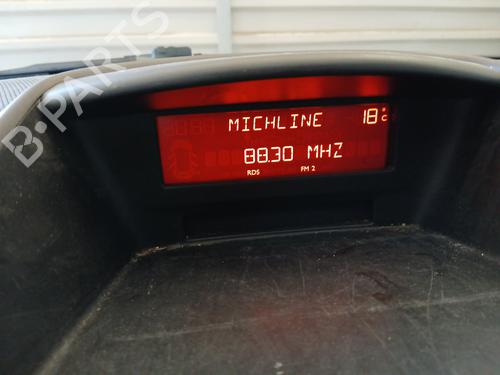 MICHLINE 18°C
88.30 MHZ
RDS FM 2
B-PARTS